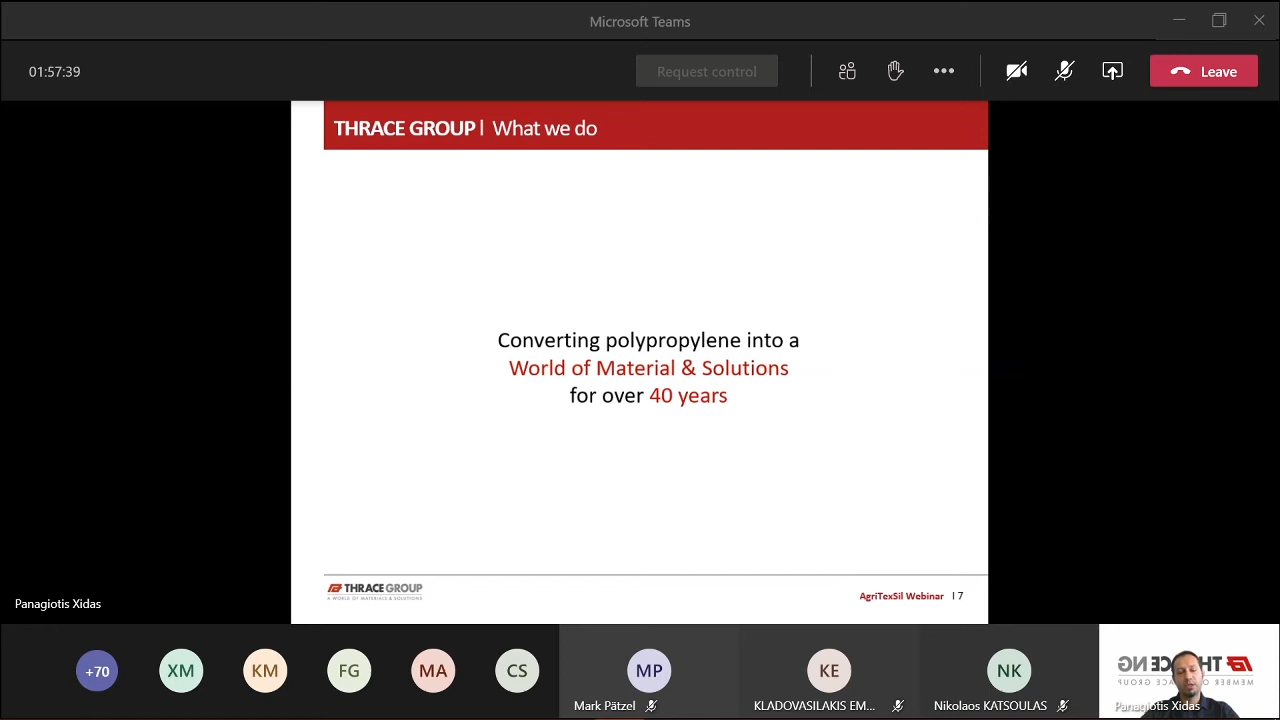 Microsoft Teams
01:57:39
Request control
Leave
THRACE GROUP | What we do
Converting polypropylene into a
World of Material & Solutions
for over 40 years
THRACE GROUP
A WORLD OF MATERIALS & SOLUTIONS
AgriTexSil Webinar | 7
Panagiotis Xidas
+70
XM
KM
FG
MA
CS
MP
KE
NK
Mark Pätzel
KLADOVASILAKIS EM...
Nikolaos KATSOULAS
Panagiotis Xidas